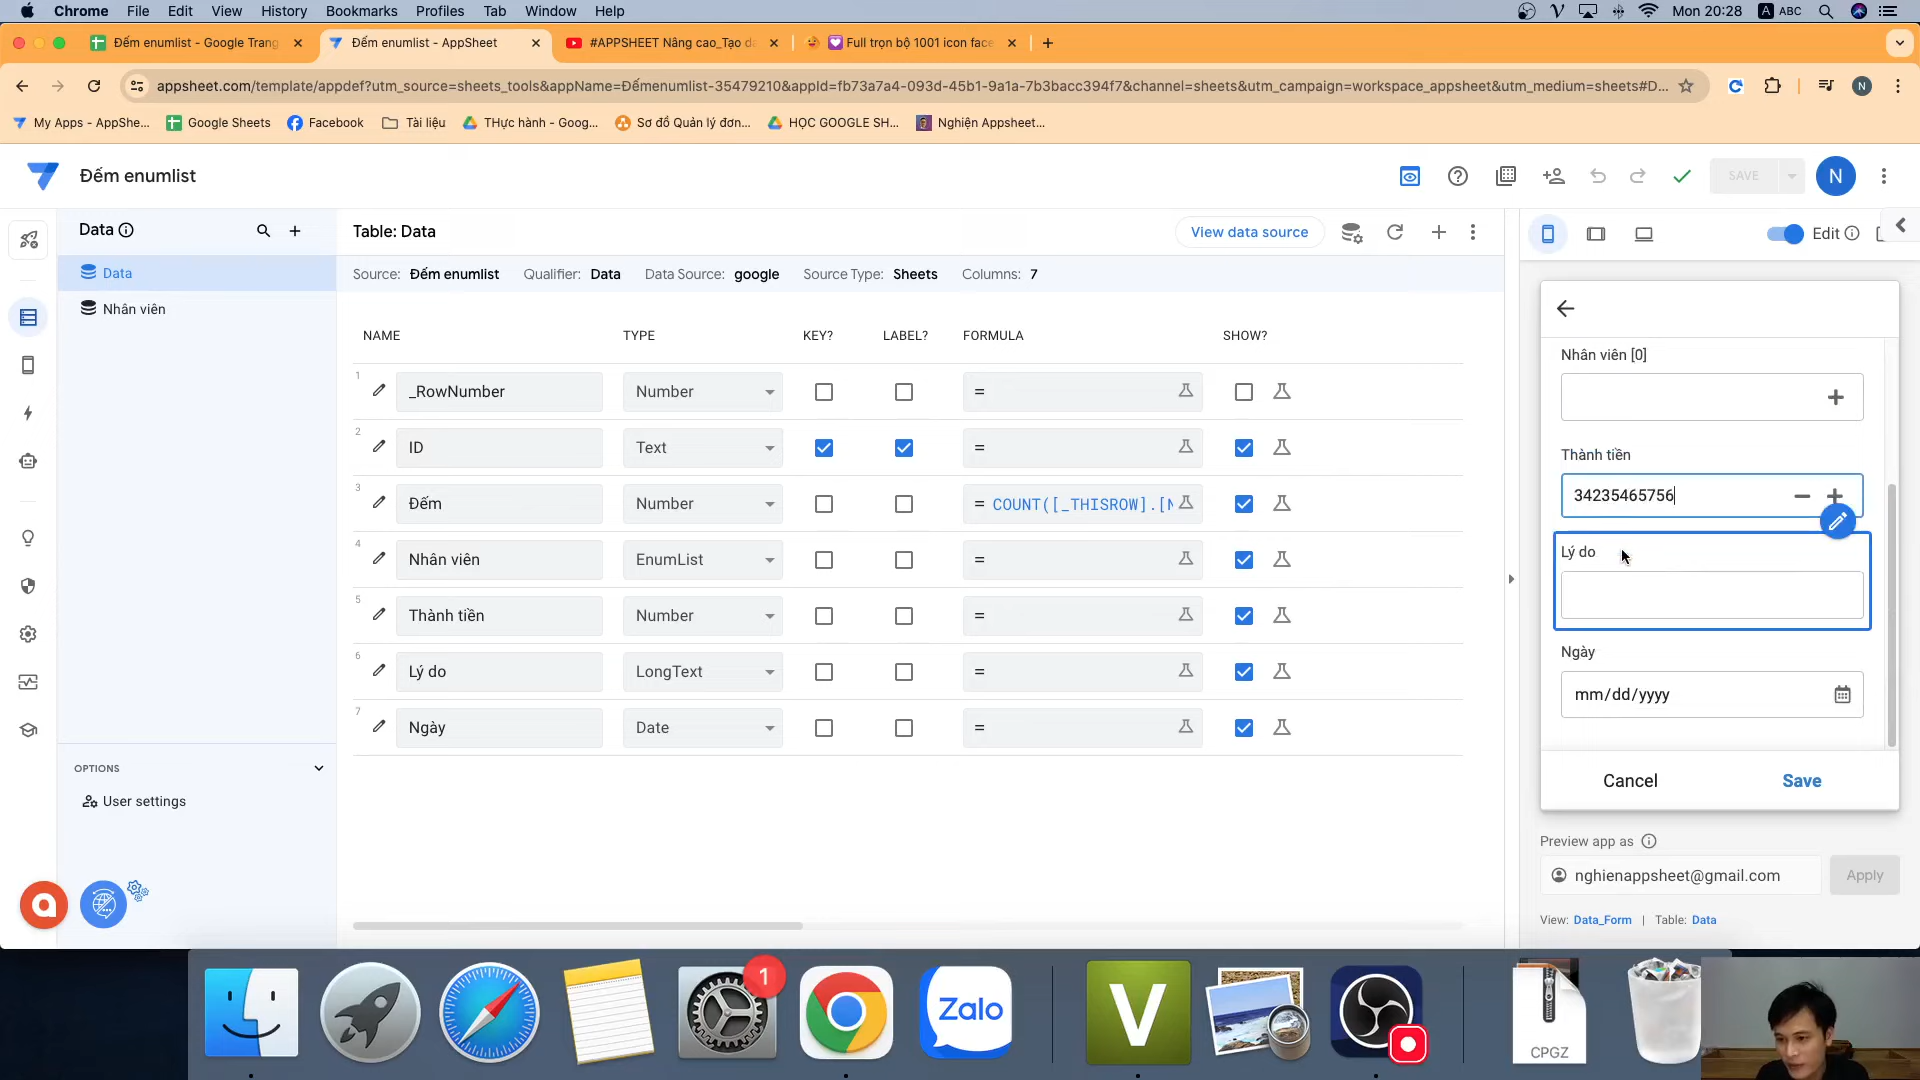 Chrome File Edit View History Bookmarks Profiles Tab Window Help
Mon 20:28 A ABC
Đếm enumlist - Google Trang
Đếm enumlist - AppSheet
#APPSHEET Nâng cao_Tạo
Full trọn bộ 1001 icon face
appsheet.com/template/appdef?utm_source=sheets_tools&appName=Đếmenumlist-35479210&appId=fb73a7a4-093d-45b1-9a1a-7b3bacc394f7&channel=sheets&utm_campaign=workspace_appsheet&utm_medium=sheets#D...
N
My Apps - AppShe...
Google Sheets
Facebook
Tài liệu
THực hành - Goog...
Sơ đồ Quản lý đơn...
HỌC GOOGLE SH...
Nghiện Appsheet...
Đếm enumlist
SAVE
N
Data
Table: Data
View data source
Edit
Data
Nhân viên
Source: Đếm enumlist Qualifier: Data Data Source: google Source Type: Sheets Columns: 7
NAME TYPE KEY? LABEL? FORMULA SHOW?
1 _RowNumber Number =
2 ID Text =
3 Đếm Number = COUNT([_THISROW].[N
4 Nhân viên EnumList =
5 Thành tiền Number =
6 Lý do LongText =
7 Ngày Date =
OPTIONS
User settings
Nhân viên [0]
Thành tiền
34235465756
Lý do
Ngày
mm/dd/yyyy
Cancel Save
Preview app as
nghienappsheet@gmail.com
Apply
View: Data_Form | Table: Data
1
Zalo
V
CPGZ